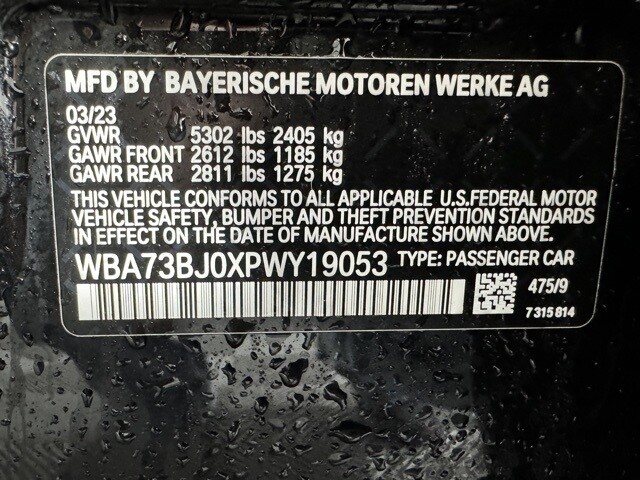 MFD BY BAYERISCHE MOTOREN WERKE AG
03/23
GVWR 5302 lbs 2405 kg
GAWR FRONT 2612 lbs 1185 kg
GAWR REAR 2811 lbs 1275 kg
THIS VEHICLE CONFORMS TO ALL APPLICABLE U.S.FEDERAL MOTOR
VEHICLE SAFETY, BUMPER AND THEFT PREVENTION STANDARDS
IN EFFECT ON THE DATE OF MANUFACTURE SHOWN ABOVE.
WBA73BJ0XPWY19053 TYPE: PASSENGER CAR
475/9
7 315 814